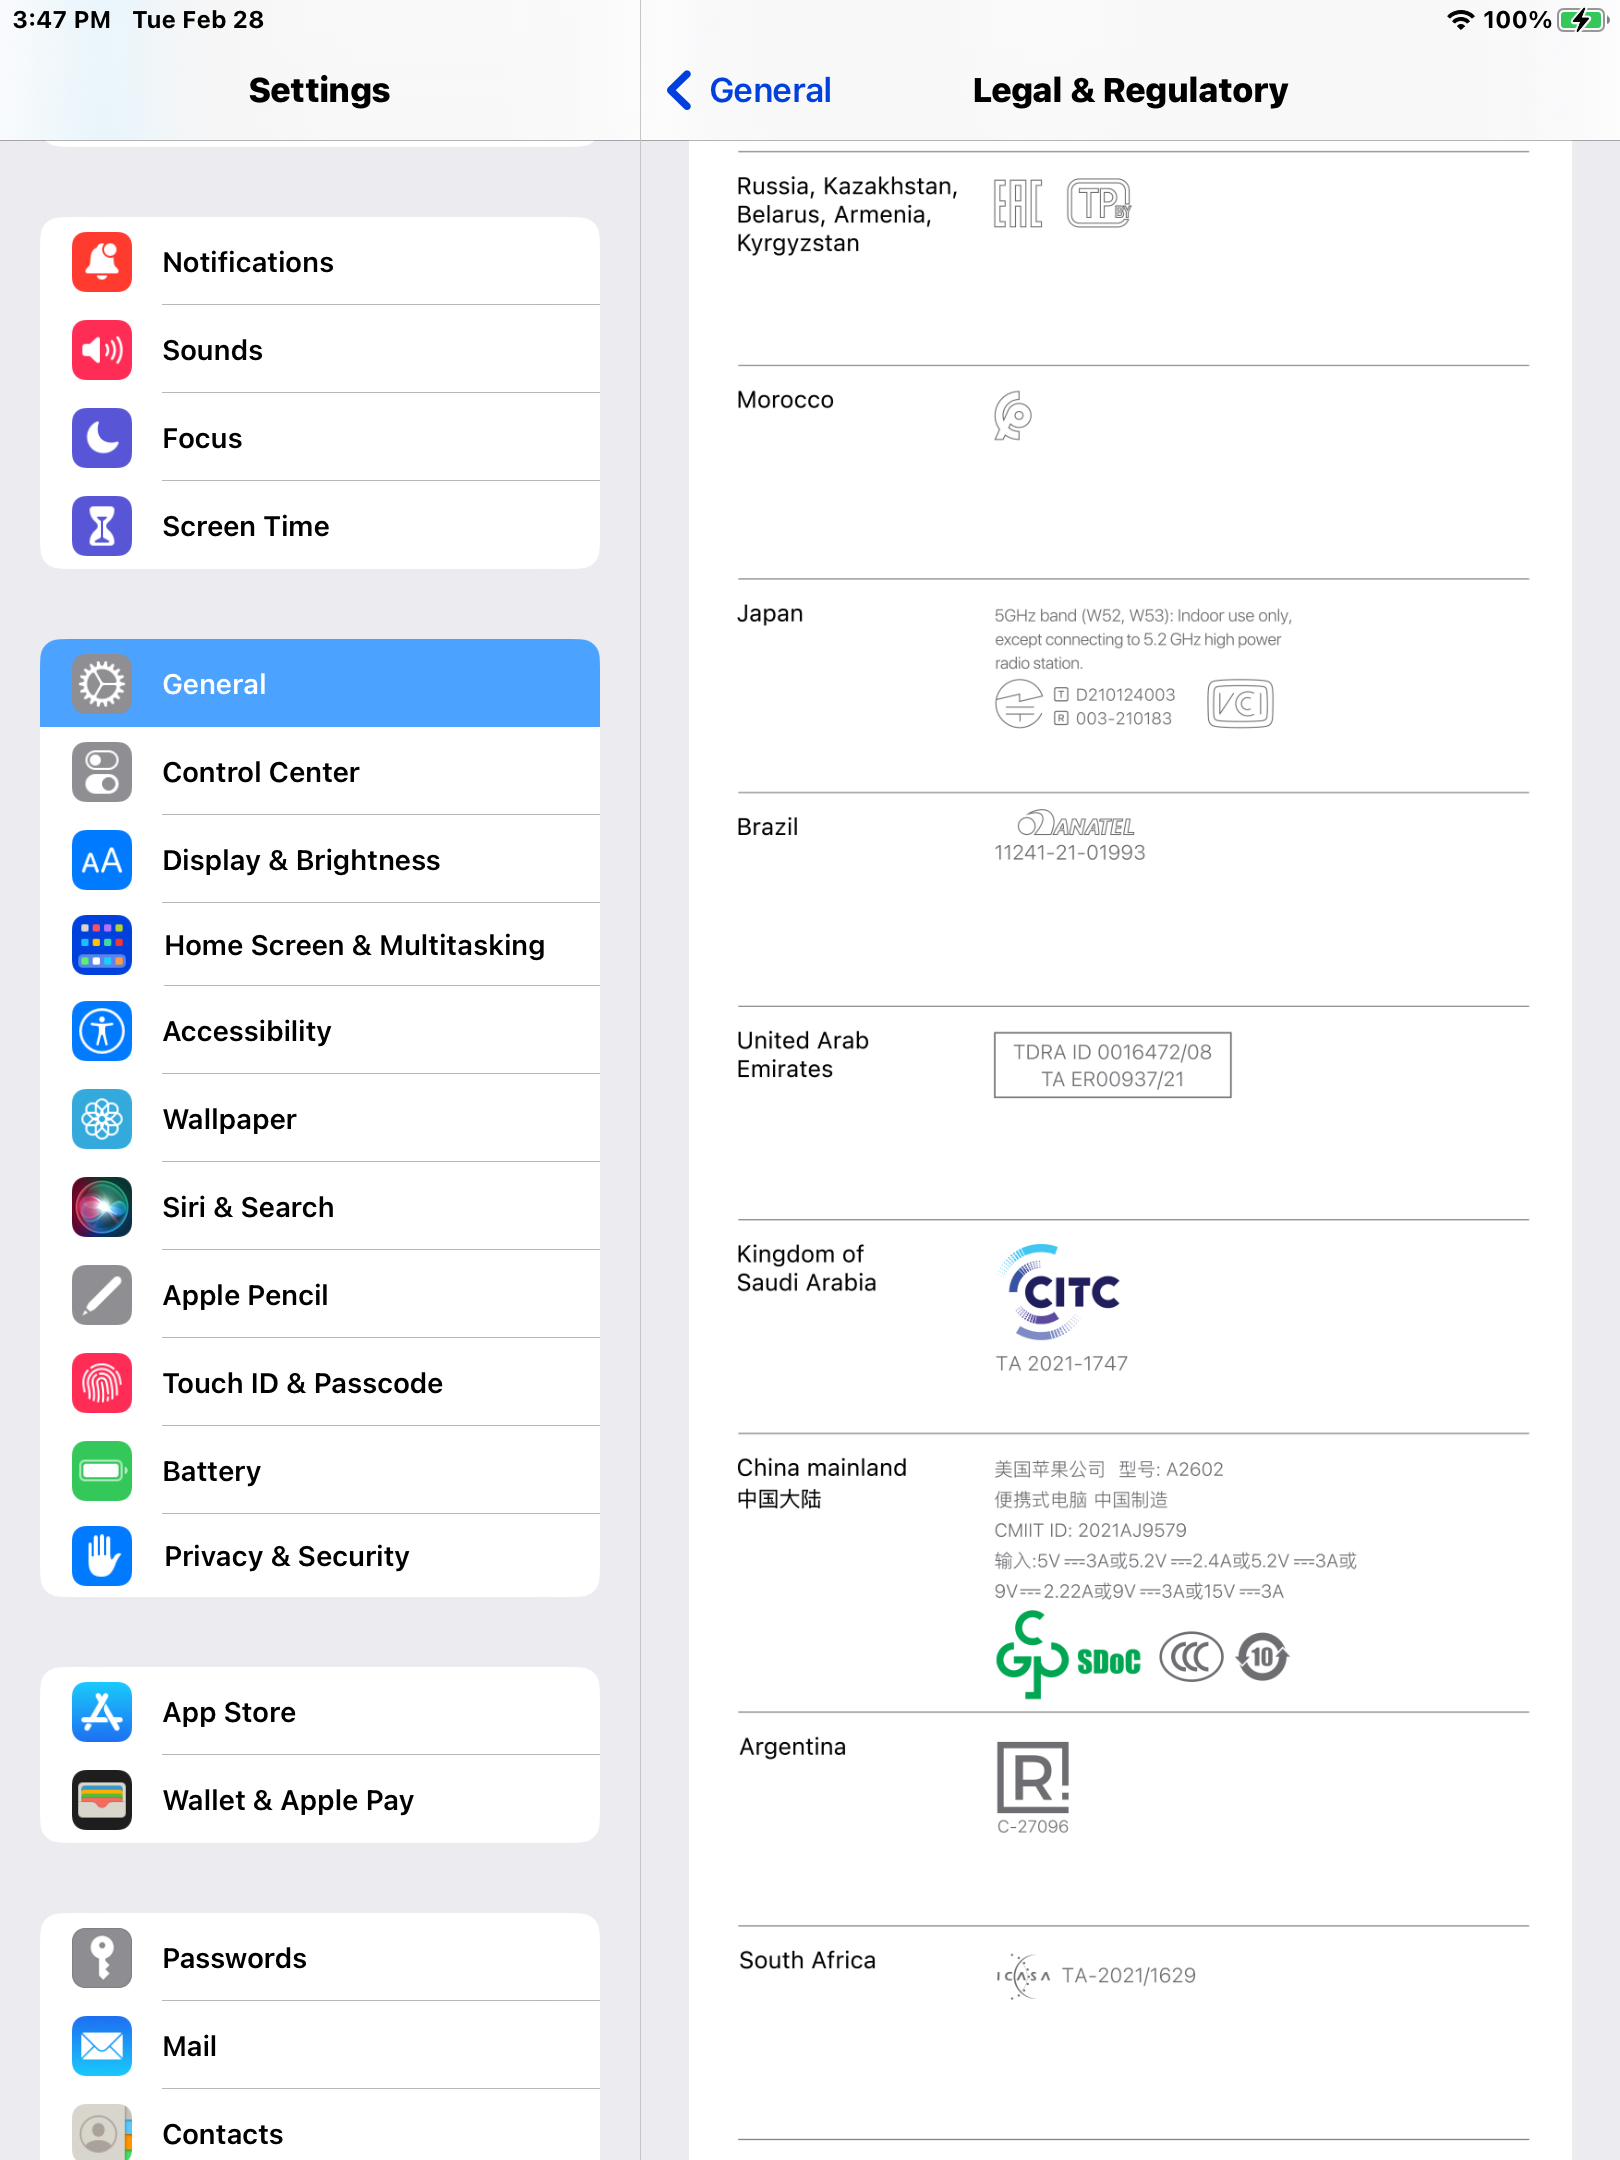 3:47 PM Tue Feb 28
100%
Settings
Notifications
Sounds
Focus
Screen Time
General
Control Center
AA
Display & Brightness
Home Screen & Multitasking
Accessibility
Wallpaper
Siri & Search
Apple Pencil
Touch ID & Passcode
Battery
Privacy & Security
App Store
Wallet & Apple Pay
Passwords
Mail
Contacts
General
Legal & Regulatory
Russia, Kazakhstan,
Belarus, Armenia,
Kyrgyzstan
EAC TP BY
Morocco
Japan
5GHz band (W52, W53): Indoor use only,
except connecting to 5.2 GHz high power
radio station.
T D210124003
R 003-210183
VCI
Brazil
ANATEL
11241-21-01993
United Arab
Emirates
TDRA ID 0016472/08
TA ER00937/21
Kingdom of
Saudi Arabia
CITC
TA 2021-1747
China mainland
中国大陆
美国苹果公司 型号: A2602
便携式电脑 中国制造
CMIIT ID: 2021AJ9579
输入:5V⎓3A或5.2V⎓2.4A或5.2V⎓3A或
9V⎓2.22A或9V⎓3A或15V⎓3A
CGP SDoC CCC 10
Argentina
R!
C-27096
South Africa
ICASA TA-2021/1629